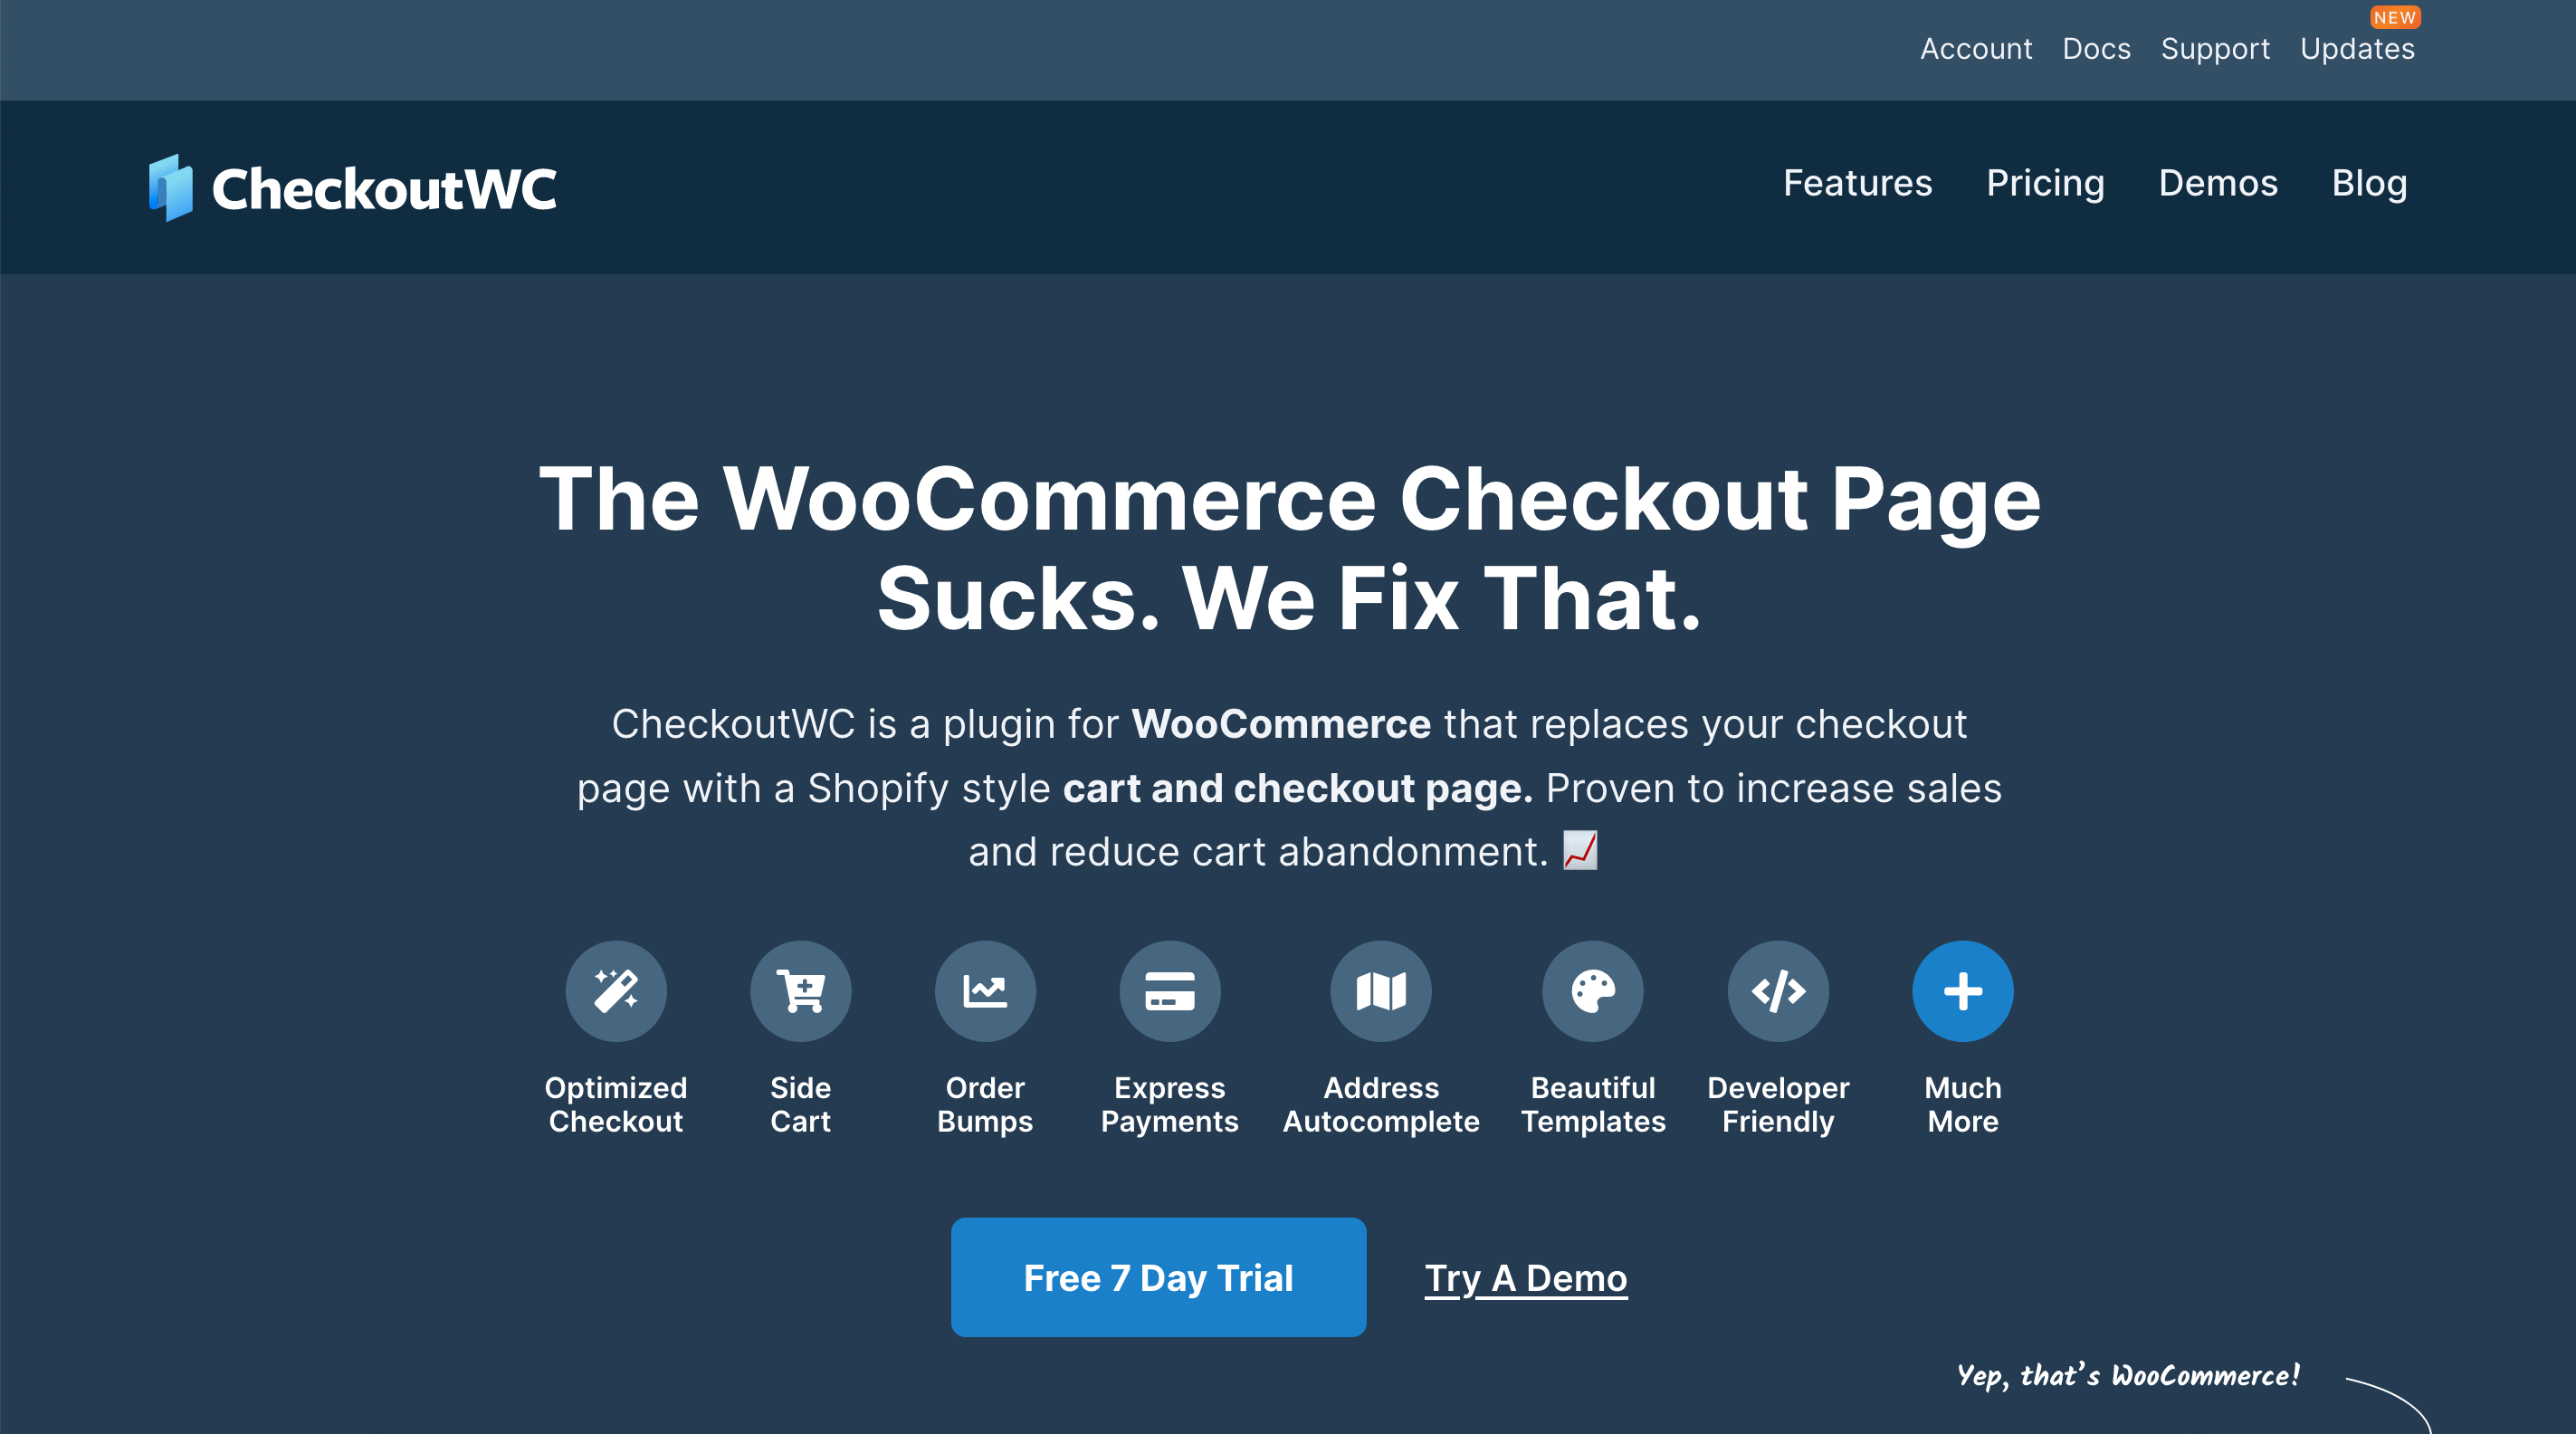 NEW
Account Docs Support Updates
CheckoutWC
Features Pricing Demos Blog
The WooCommerce Checkout Page
Sucks. We Fix That.
CheckoutWC is a plugin for WooCommerce that replaces your checkout
page with a Shopify style cart and checkout page. Proven to increase sales
and reduce cart abandonment. 📈
Optimized
Checkout
Side
Cart
Order
Bumps
Express
Payments
Address
Autocomplete
Beautiful
Templates
Developer
Friendly
Much
More
Free 7 Day Trial
Try A Demo
Yep, that's WooCommerce!